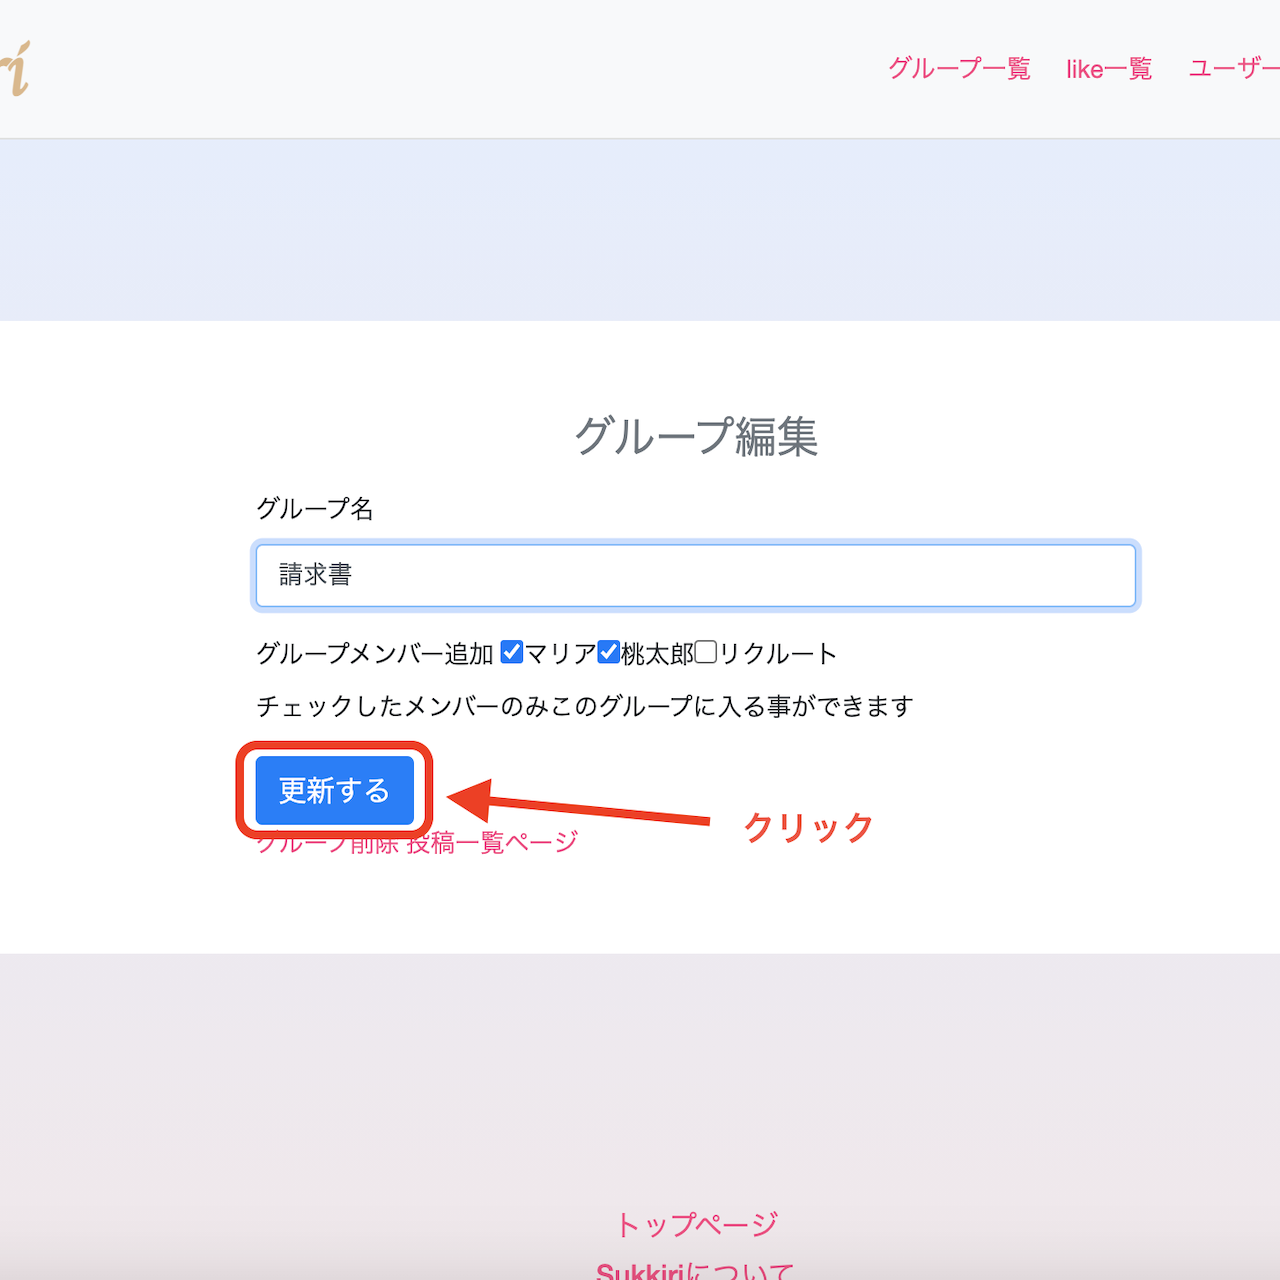 グループ一覧 like一覧 ユーザー
グループ編集
グループ名
請求書
グループメンバー追加 マリア桃太郎リクルート
チェックしたメンバーのみこのグループに入る事ができます
更新する
クリック
グループ削除 投稿一覧ページ
トップページ
Sukkiriについて